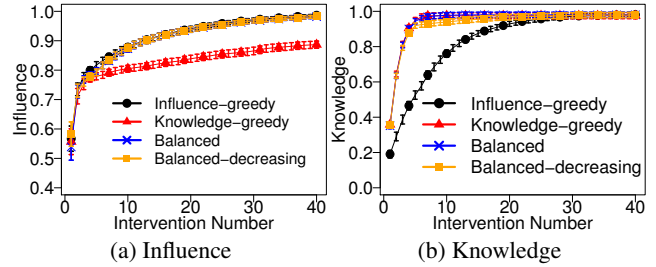 Influence
1.0
0.9
0.8
0.7
0.6
0.5
0.4
Influence-greedy
Knowledge-greedy
Balanced
Balanced-decreasing
0 10 20 30 40
Intervention Number
(a) Influence
Knowledge
1.0
0.8
0.6
0.4
0.2
0.0
Influence-greedy
Knowledge-greedy
Balanced
Balanced-decreasing
0 10 20 30 40
Intervention Number
(b) Knowledge